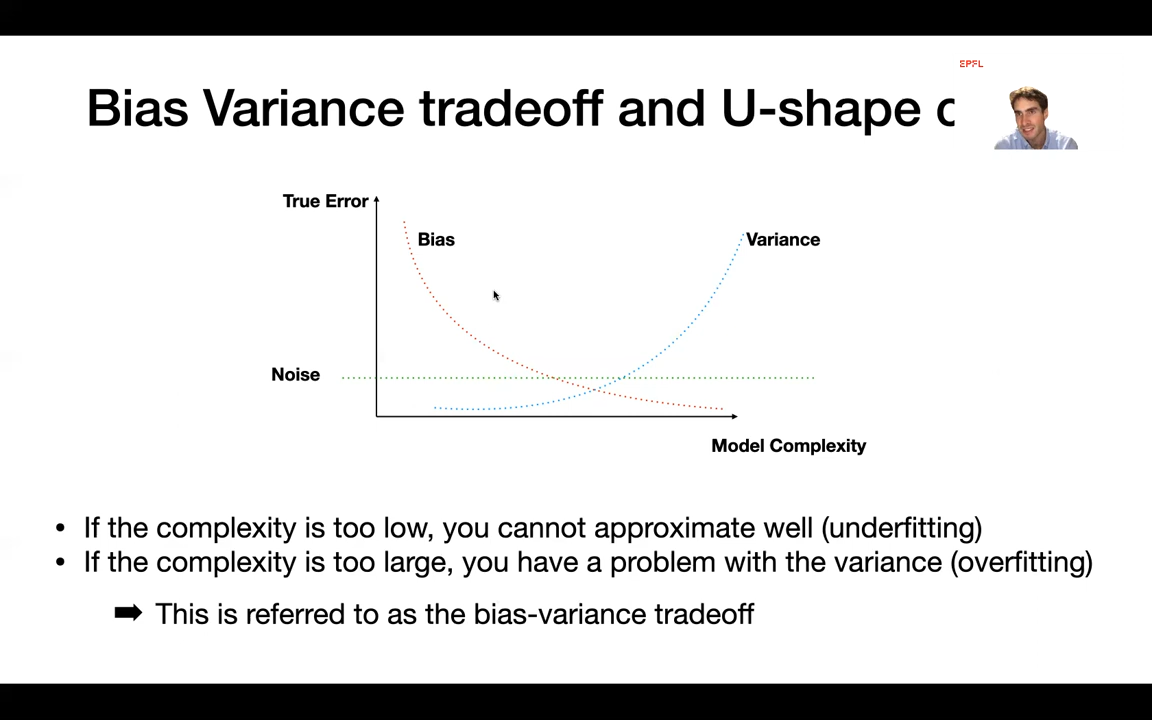 EPFL
Bias Variance tradeoff and U-shape c
True Error
Bias
Variance
Noise
Model Complexity
• If the complexity is too low, you cannot approximate well (underfitting)
• If the complexity is too large, you have a problem with the variance (overfitting)
➡ This is referred to as the bias-variance tradeoff